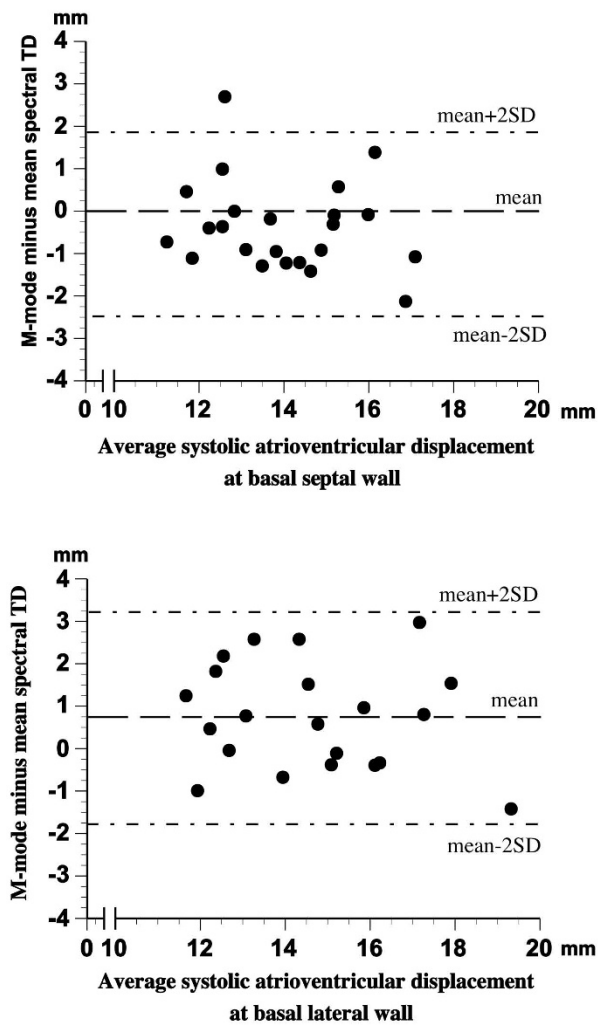 mm
M-mode minus mean spectral TD
4
3
2
1
0
-1
-2
-3
-4
mean+2SD
mean
mean-2SD
0 10 12 14 16 18 20 mm
Average systolic atrioventricular displacement
at basal septal wall
mm
M-mode minus mean spectral TD
4
3
2
1
0
-1
-2
-3
-4
mean+2SD
mean
mean-2SD
0 10 12 14 16 18 20 mm
Average systolic atrioventricular displacement
at basal lateral wall